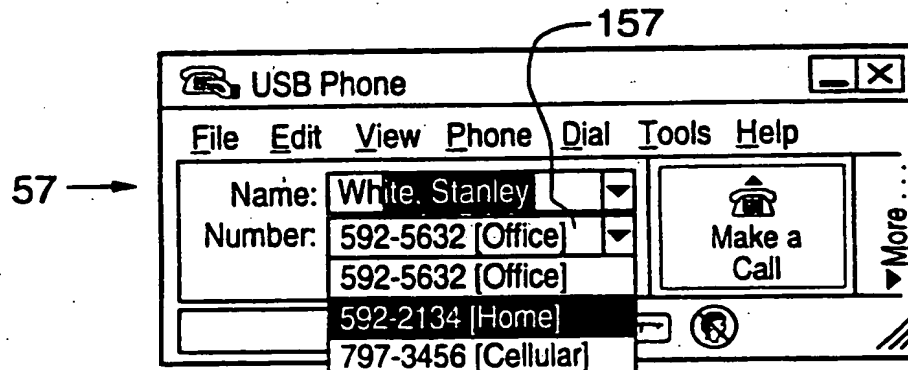 157
USB Phone
File Edit View Phone Dial Tools Help
57
Name: White, Stanley
Number: 592-5632 [Office]
592-5632 [Office]
592-2134 [Home]
797-3456 [Cellular]
Make a
Call
More...